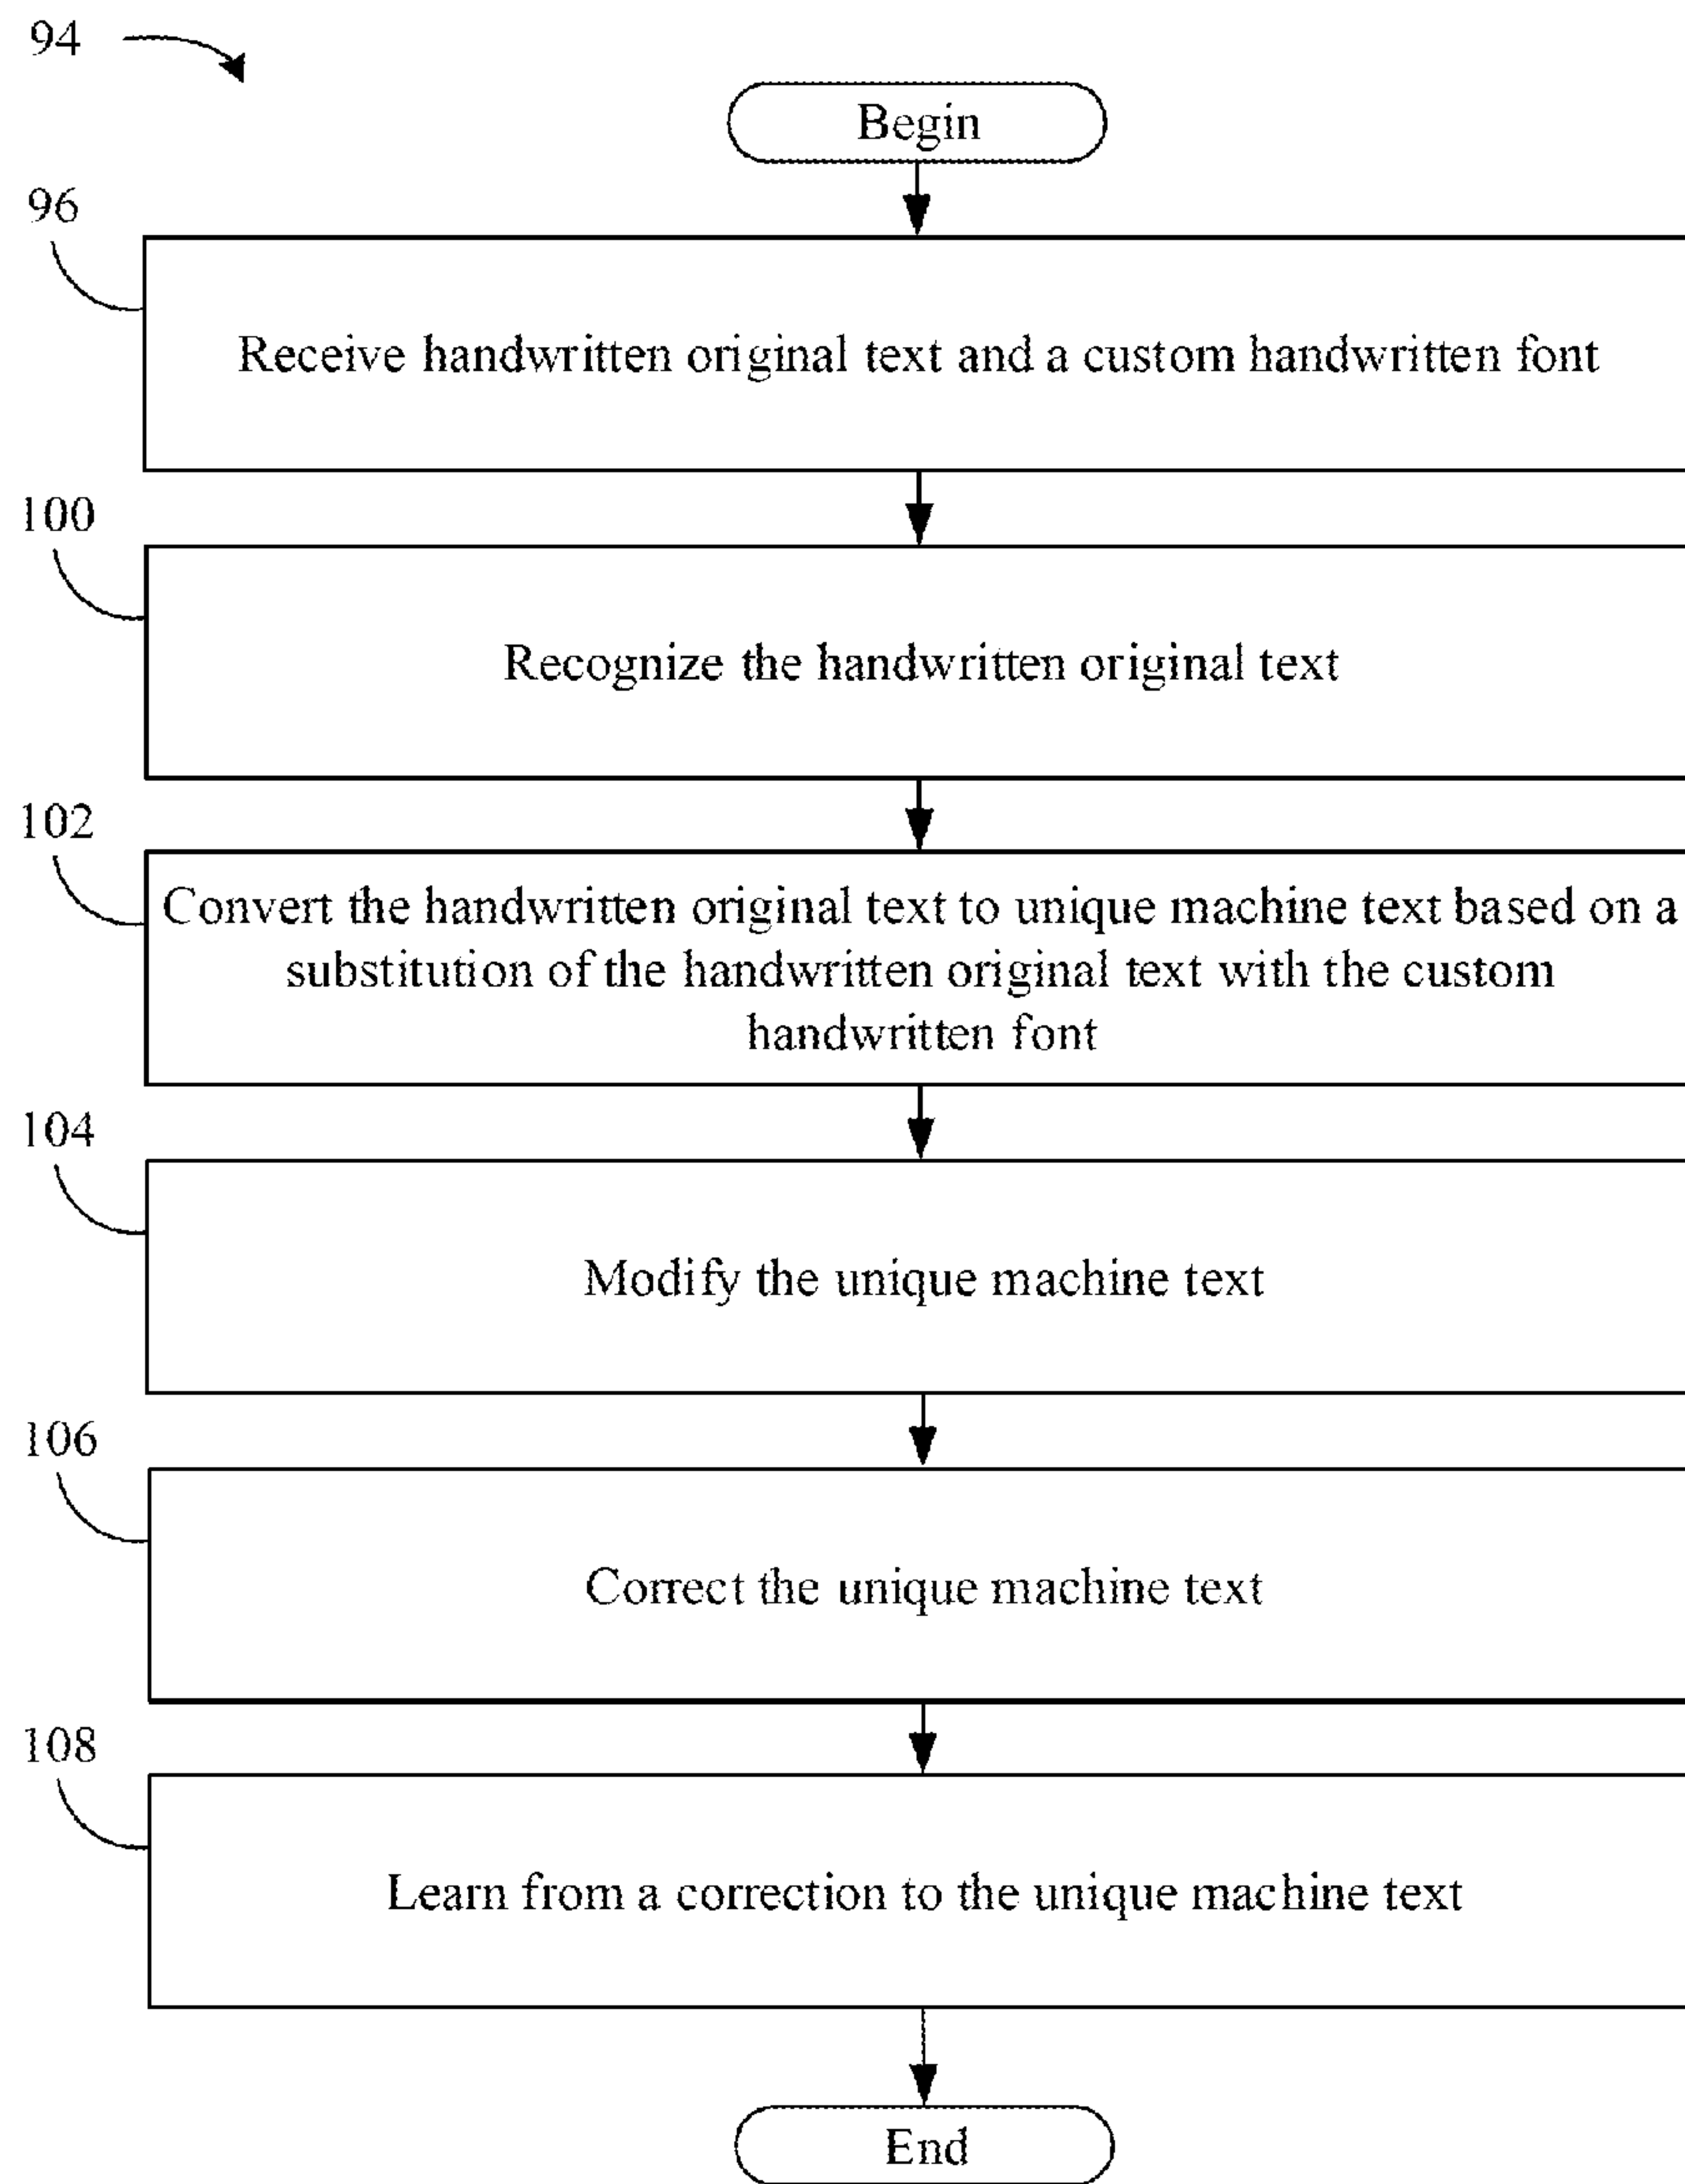 94
Begin
96
Receive handwritten original text and a custom handwritten font
100
Recognize the handwritten original text
102
Convert the handwritten original text to unique machine text based on a
substitution of the handwritten original text with the custom
handwritten font
104
Modify the unique machine text
106
Correct the unique machine text
108
Learn from a correction to the unique machine text
End